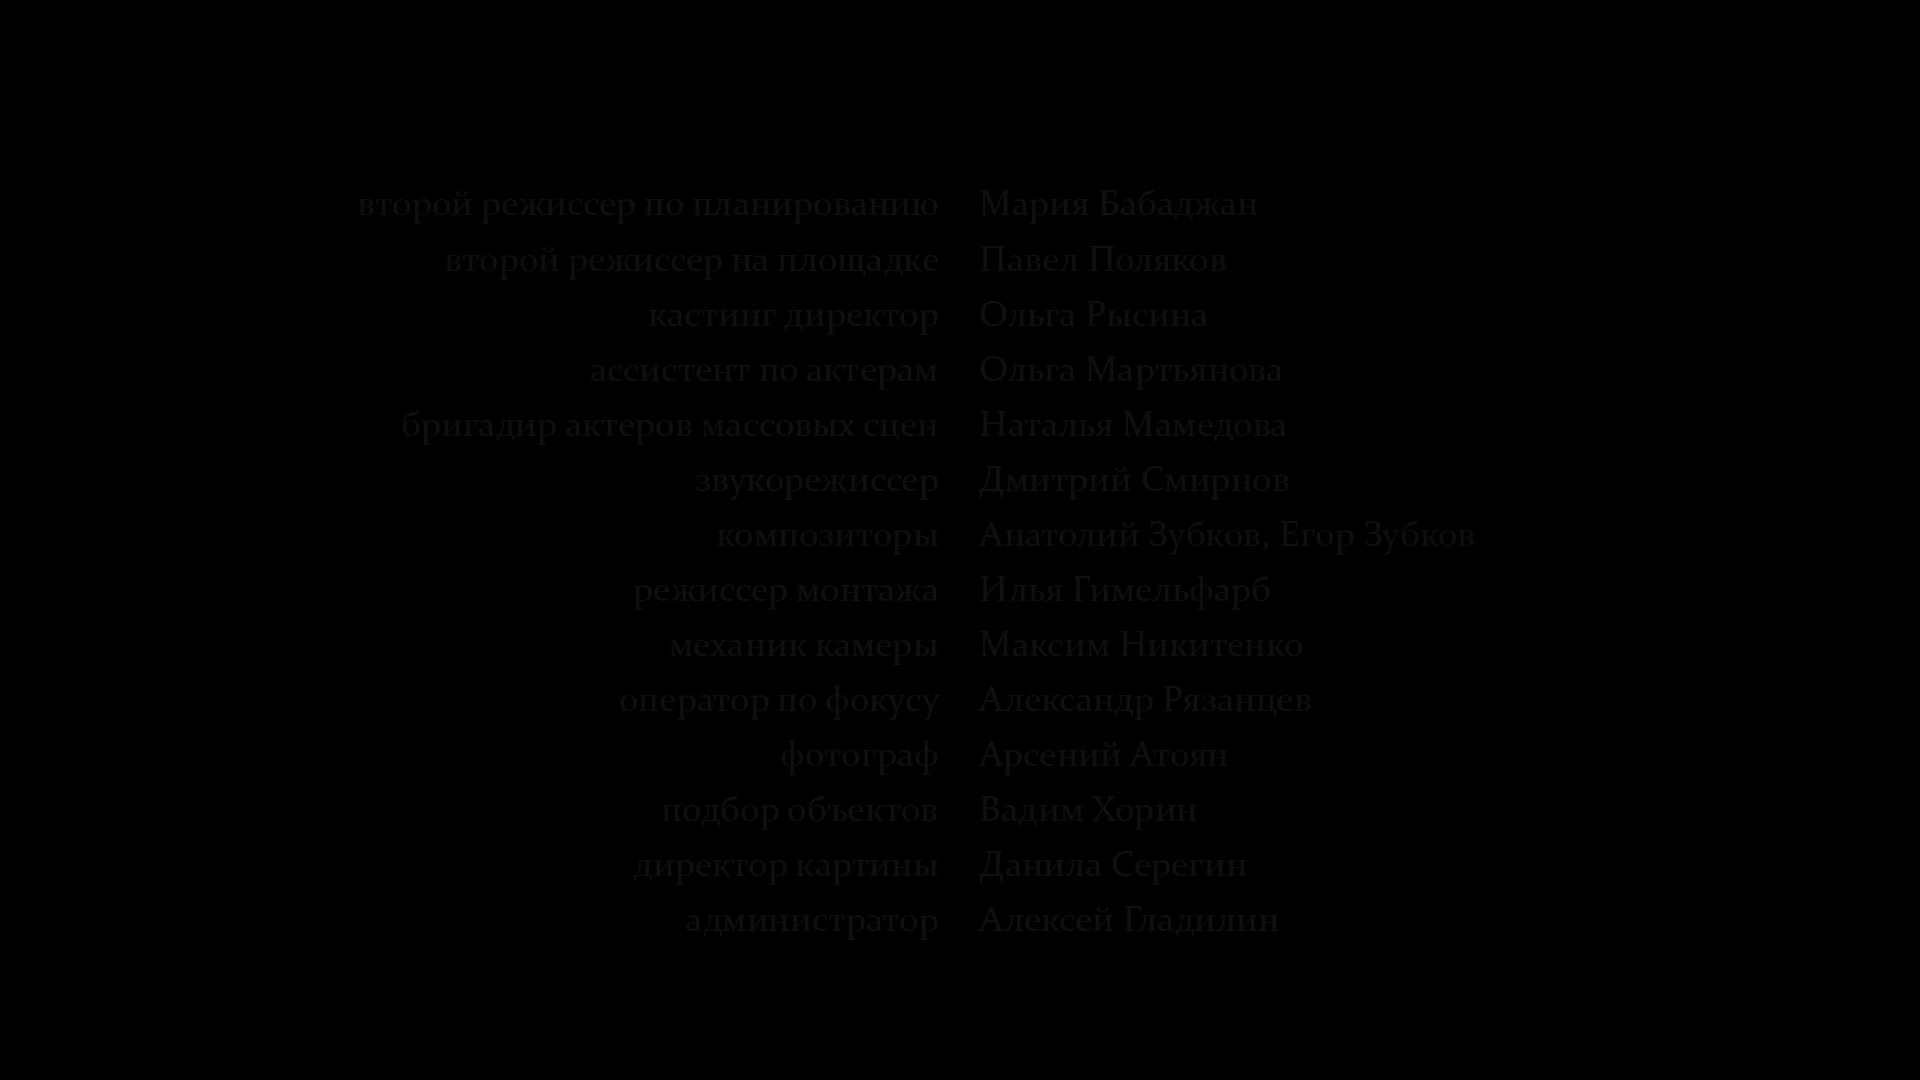 второй режиссер по планированию Мария Бабаджан
второй режиссер на площадке Павел Поляков
кастинг директор Ольга Рысина
ассистент по актерам Ольга Мартьянова
бригадир актеров массовых сцен Наталья Мамедова
звукорежиссер Дмитрий Смирнов
композиторы Анатолий Зубков, Егор Зубков
режиссер монтажа Илья Гимельфарб
механик камеры Максим Никитенко
оператор по фокусу Александр Рязанцев
фотограф Арсений Атоян
подбор объектов Вадим Хорин
директор картины Данила Серегин
администратор Алексей Гладилин